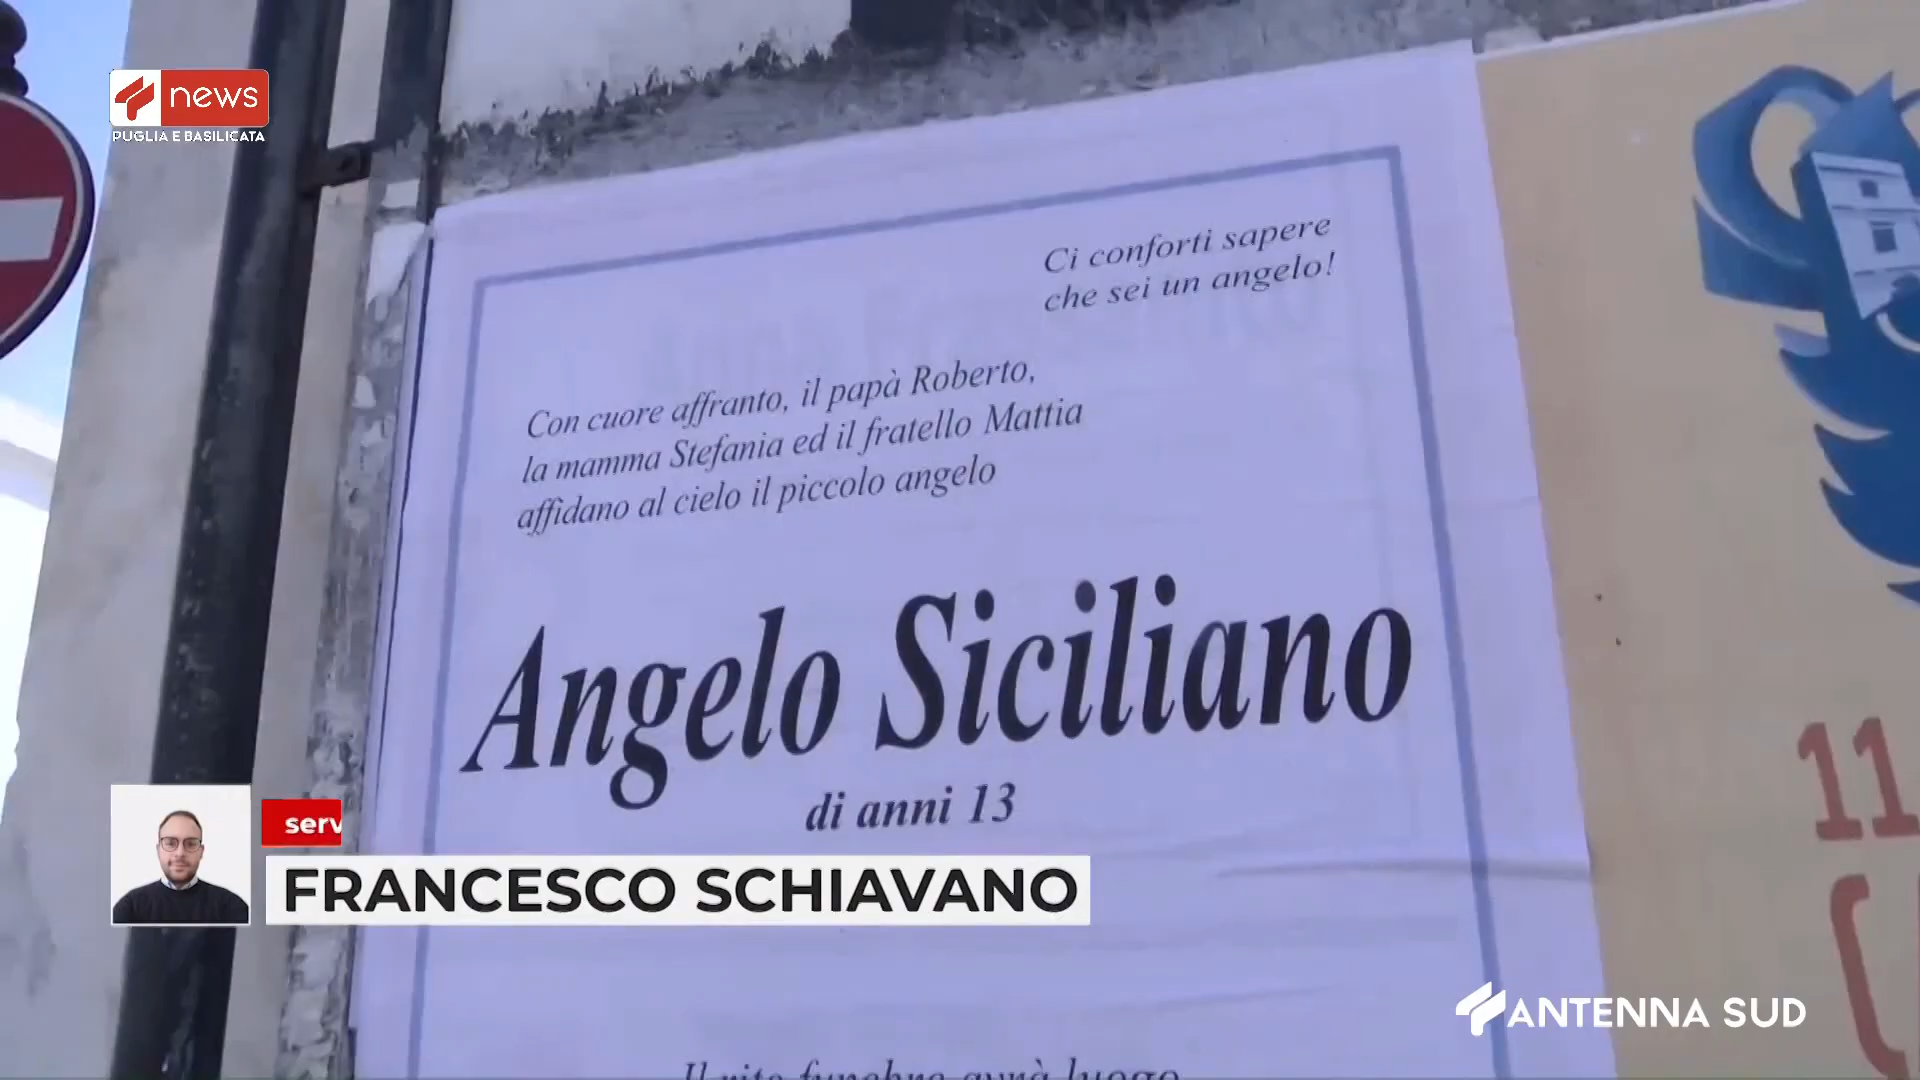 news
PUGLIA E BASILICATA
Ci conforti sapere
che sei un angelo!
Con cuore affranto, il papà Roberto,
la mamma Stefania ed il fratello Mattia
affidano al cielo il piccolo angelo
Angelo Siciliano
di anni 13
serv
FRANCESCO SCHIAVANO
Il rito funebre avrà luogo
11
ANTENNA SUD